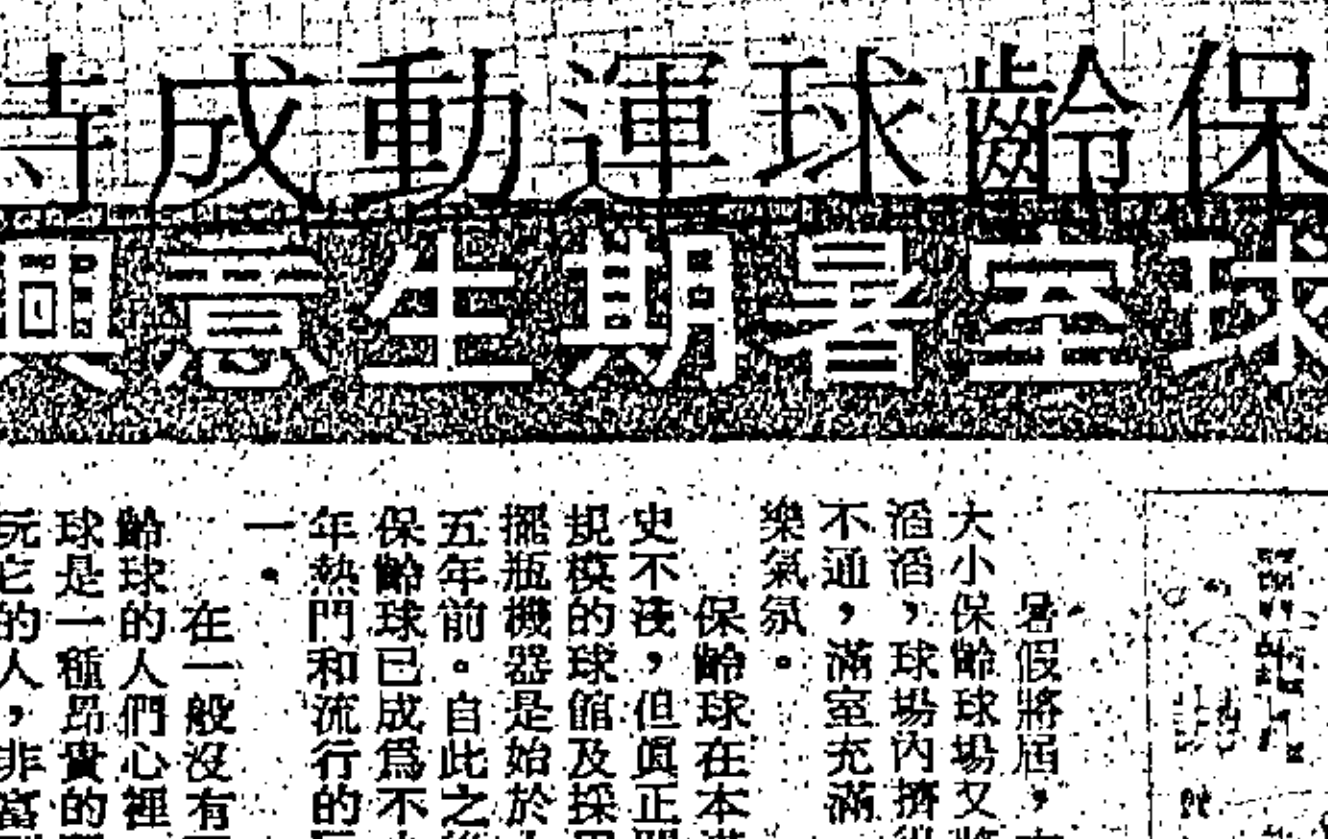 保齡球運動成時
球室暑期生意興
暑假將屆，
大小保齡球場又將
滔滔，球場內擠
不通，滿室充滿
樂氣氛。
保齡球在本港
史不淺，但眞正
規模的球館及採用
擺瓶機器是始於
五年前。自此之後
保齡球已成爲不
年熱門和流行的
一。
在一般沒有
齡球的人們心裡
球是一種昂貴的
玩它的人，非富